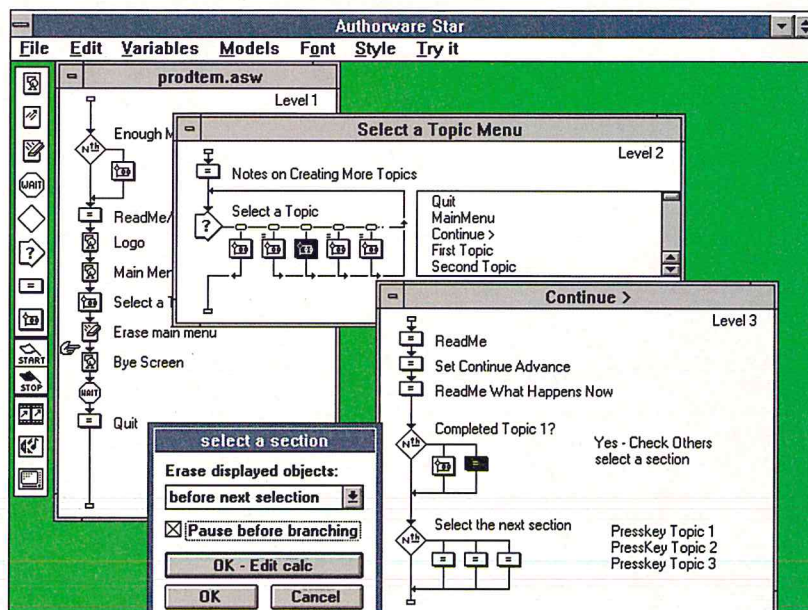 Authorware Star
File Edit Variables Models Font Style Try it
prodtem.asw
Level 1
Enough M
Nth
ReadMe/
Logo
Main Mer
Select a T
Erase main menu
Bye Screen
WAIT
Quit
WAIT
START
STOP
Select a Topic Menu
Level 2
Notes on Creating More Topics
Select a Topic
Quit
MainMenu
Continue >
First Topic
Second Topic
Continue >
Level 3
ReadMe
Set Continue Advance
ReadMe What Happens Now
Completed Topic 1?
Nth
Yes - Check Others
select a section
Select the next section
Nth
Presskey Topic 1
PressKey Topic 2
Presskey Topic 3
select a section
Erase displayed objects:
before next selection
Pause before branching
OK - Edit calc
OK Cancel